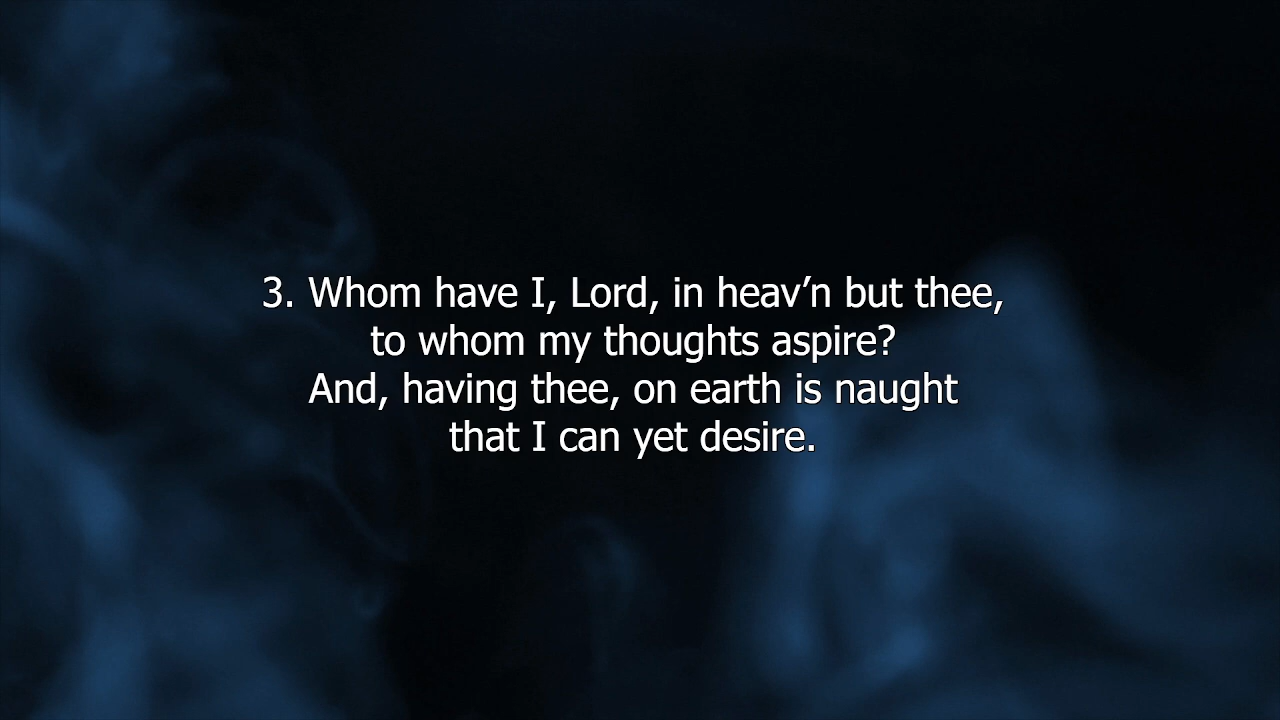 3. Whom have I, Lord, in heav’n but thee,
to whom my thoughts aspire?
And, having thee, on earth is naught
that I can yet desire.